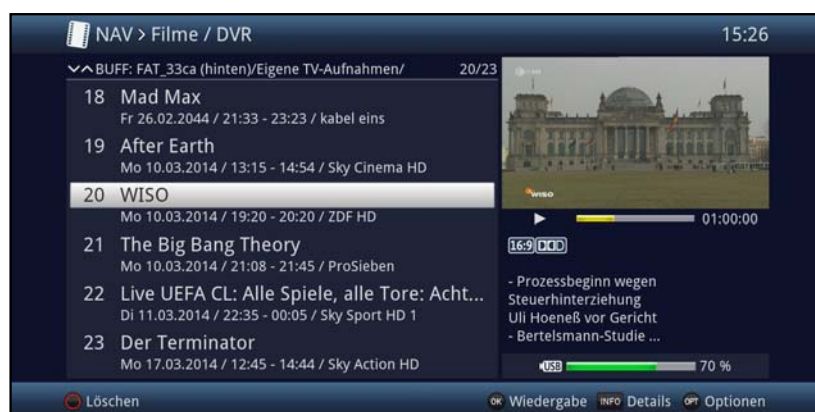 NAV > Filme / DVR
15:26
BUFF: FAT_33ca (hinten)/Eigene TV-Aufnahmen/
20/23
18 Mad Max
Fr 26.02.2044 / 21:33 - 23:23 / kabel eins
19 After Earth
Mo 10.03.2014 / 13:15 - 14:54 / Sky Cinema HD
20 WISO
Mo 10.03.2014 / 19:20 - 20:20 / ZDF HD
21 The Big Bang Theory
Mo 10.03.2014 / 21:08 - 21:45 / ProSieben
22 Live UEFA CL: Alle Spiele, alle Tore: Acht...
Di 11.03.2014 / 22:35 - 00:05 / Sky Sport HD 1
23 Der Terminator
Mo 17.03.2014 / 12:45 - 14:44 / Sky Action HD
WISO
01:00:00
16:9
- Prozessbeginn wegen
Steuerhinterziehung
Uli Hoeneß vor Gericht
- Bertelsmann-Studie ...
USB
70 %
Löschen
OK Wiedergabe
INFO Details
OPT Optionen